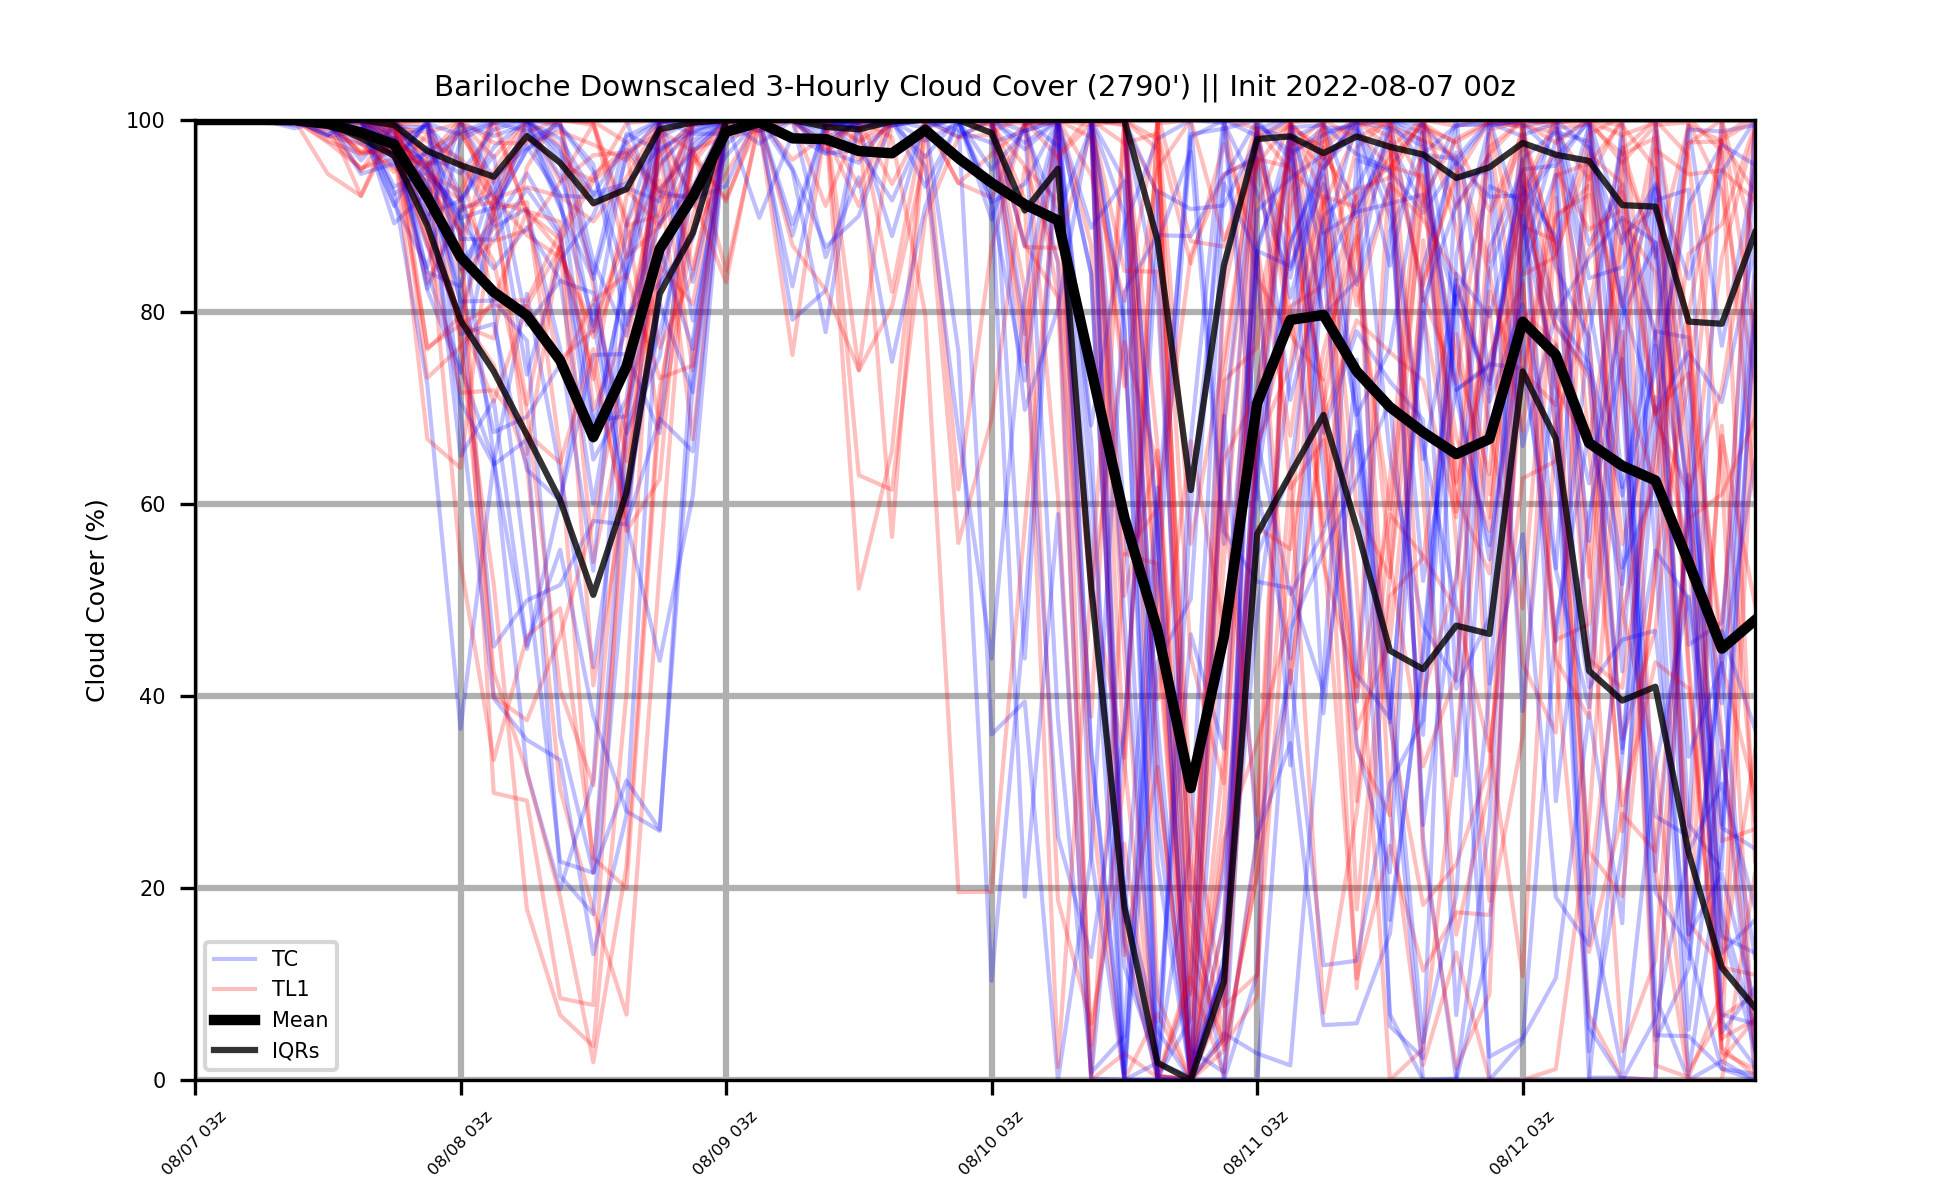 Bariloche Downscaled 3-Hourly Cloud Cover (2790') || Init 2022-08-07 00z
Cloud Cover (%)
100
80
60
40
20
0
TC
TL1
Mean
IQRs
08/07 03z
08/08 03z
08/09 03z
08/10 03z
08/11 03z
08/12 03z